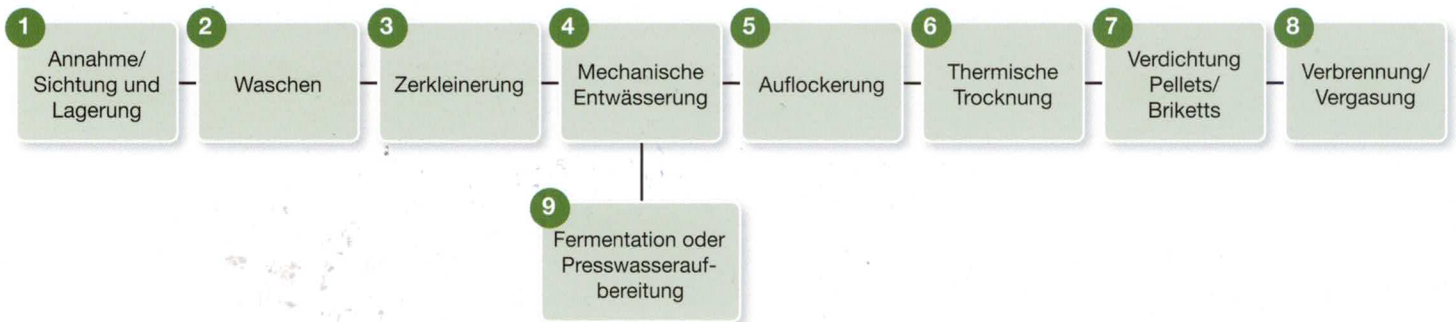 1
Annahme/
Sichtung und
Lagerung
2
Waschen
3
Zerkleinerung
4
Mechanische
Entwässerung
5
Auflockerung
6
Thermische
Trocknung
7
Verdichtung
Pellets/
Briketts
8
Verbrennung/
Vergasung
9
Fermentation oder
Presswasserauf-
bereitung